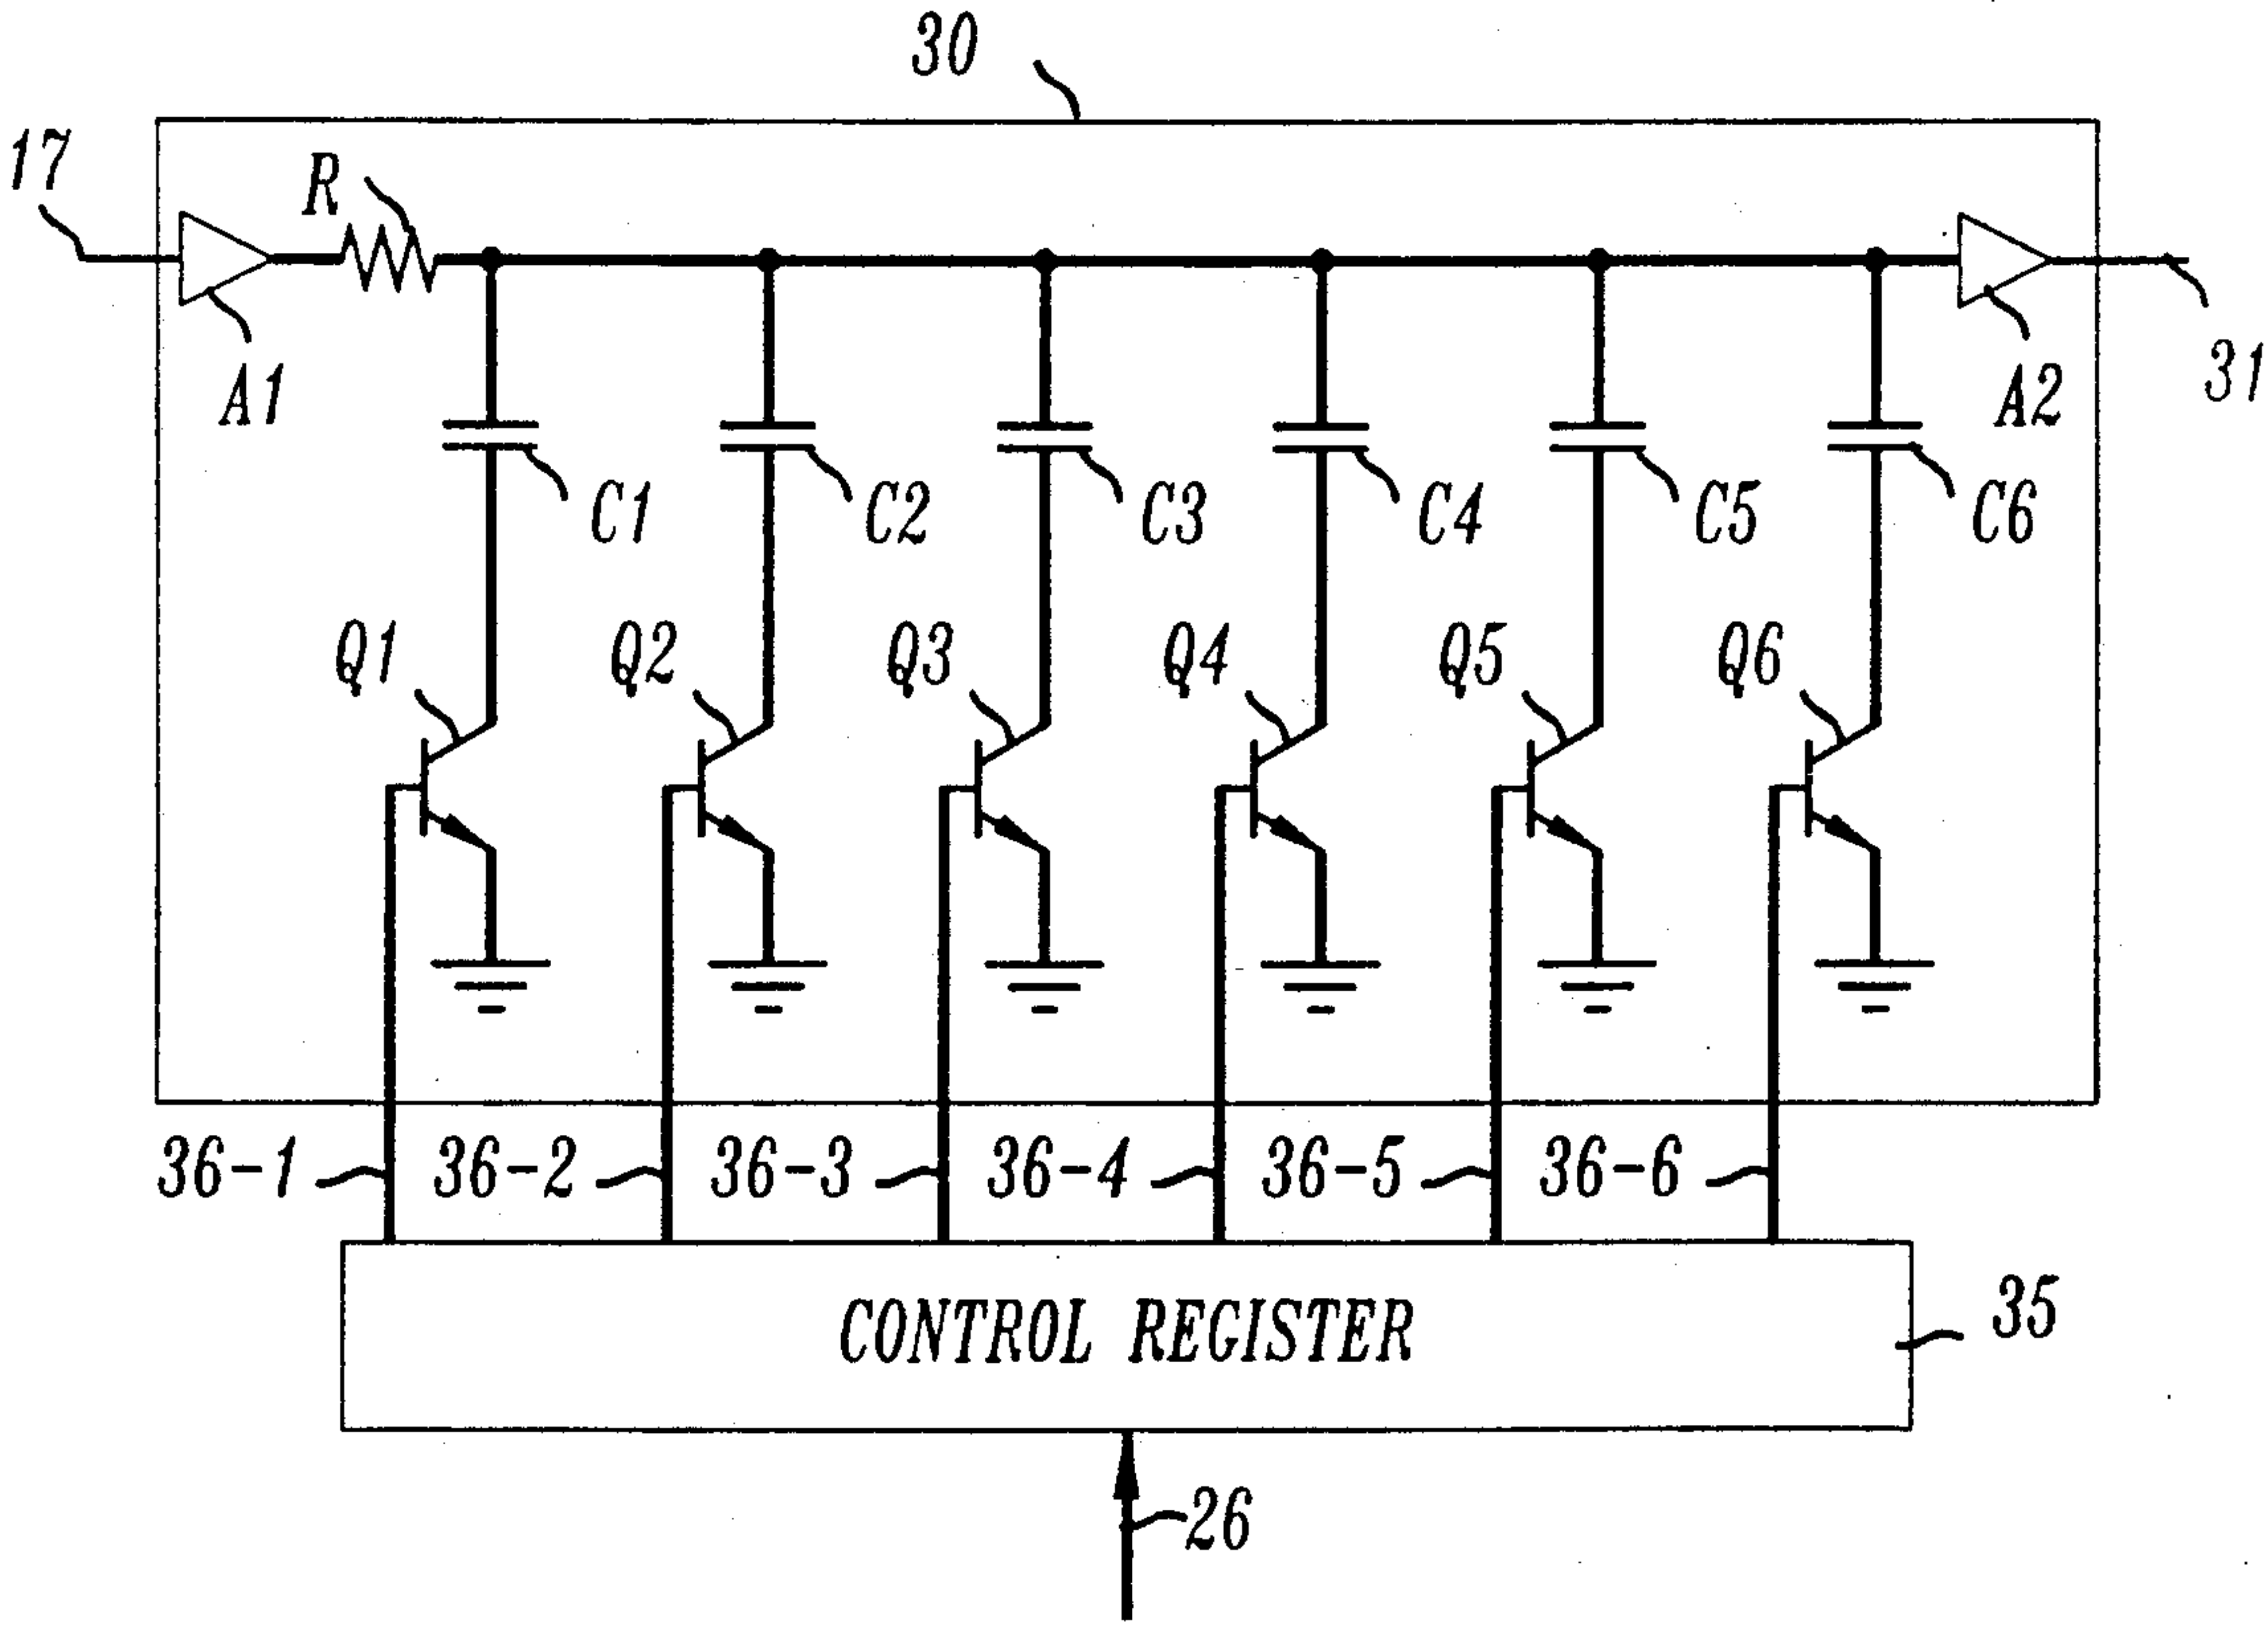 30
17
R
A1
A2
31
C1 C2 C3 C4 C5 C6
Q1 Q2 Q3 Q4 Q5 Q6
36-1 36-2 36-3 36-4 36-5 36-6
CONTROL REGISTER
35
26